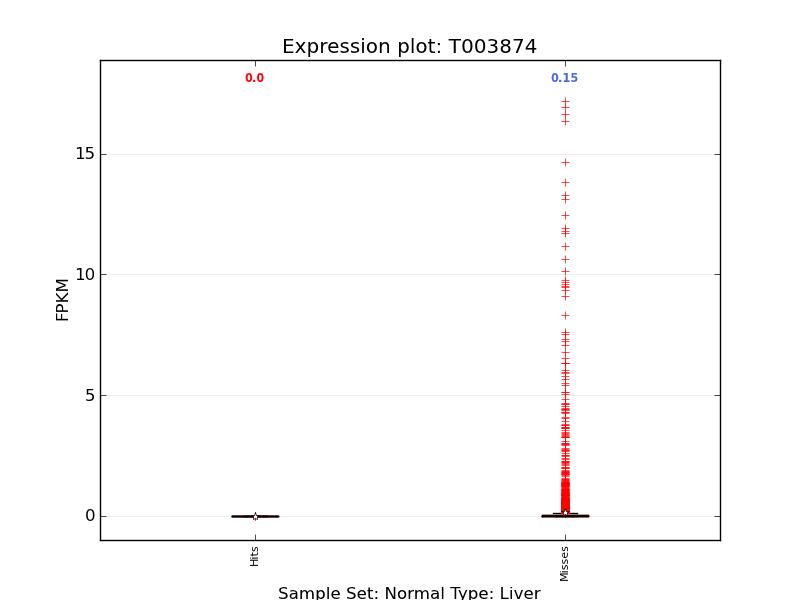 Expression plot: T003874
0.0
0.15
15
10
5
0
FPKM
Hits
Misses
Sample Set: Normal Type: Liver